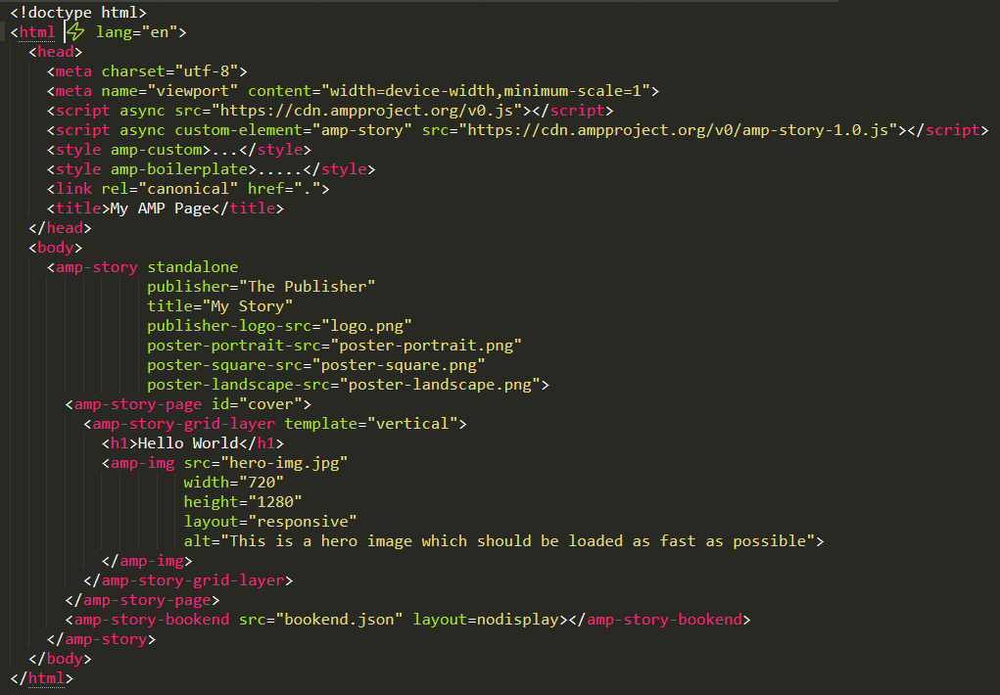 <!doctype html>
<html ⚡ lang="en">
  <head>
    <meta charset="utf-8">
    <meta name="viewport" content="width=device-width,minimum-scale=1">
    <script async src="https://cdn.ampproject.org/v0.js"></script>
    <script async custom-element="amp-story" src="https://cdn.ampproject.org/v0/amp-story-1.0.js"></script>
    <style amp-custom>...</style>
    <style amp-boilerplate>.....</style>
    <link rel="canonical" href=".">
    <title>My AMP Page</title>
  </head>
  <body>
    <amp-story standalone
               publisher="The Publisher"
               title="My Story"
               publisher-logo-src="logo.png"
               poster-portrait-src="poster-portrait.png"
               poster-square-src="poster-square.png"
               poster-landscape-src="poster-landscape.png">
      <amp-story-page id="cover">
        <amp-story-grid-layer template="vertical">
          <h1>Hello World</h1>
          <amp-img src="hero-img.jpg"
                   width="720"
                   height="1280"
                   layout="responsive"
                   alt="This is a hero image which should be loaded as fast as possible">
          </amp-img>
        </amp-story-grid-layer>
      </amp-story-page>
      <amp-story-bookend src="bookend.json" layout=nodisplay></amp-story-bookend>
    </amp-story>
  </body>
</html>